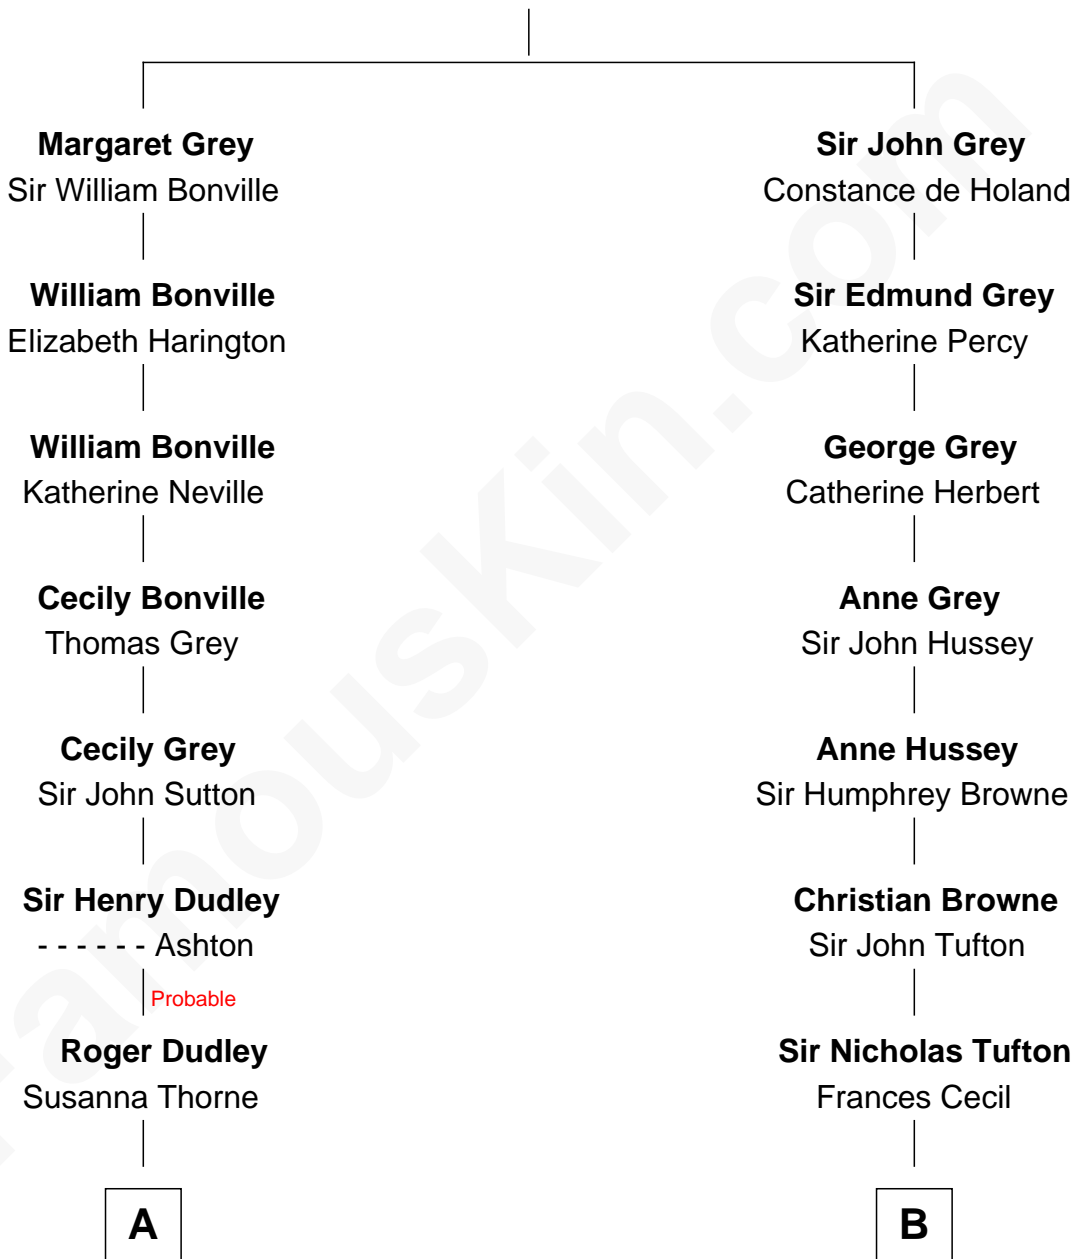 Margaret Grey
Sir William Bonville
William Bonville
Elizabeth Harington
William Bonville
Katherine Neville
Cecily Bonville
Thomas Grey
Cecily Grey
Sir John Sutton
Sir Henry Dudley
- - - - - - Ashton
Probable
Roger Dudley
Susanna Thorne
A
Sir John Grey
Constance de Holand
Sir Edmund Grey
Katherine Percy
George Grey
Catherine Herbert
Anne Grey
Sir John Hussey
Anne Hussey
Sir Humphrey Browne
Christian Browne
Sir John Tufton
Sir Nicholas Tufton
Frances Cecil
B
FamousKin.com